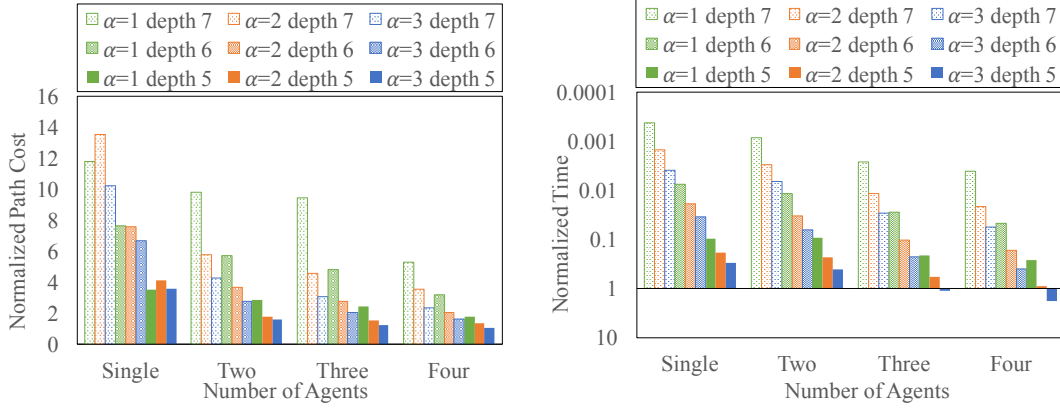 α=1 depth 7 α=2 depth 7 α=3 depth 7
α=1 depth 6 α=2 depth 6 α=3 depth 6
α=1 depth 5 α=2 depth 5 α=3 depth 5
16
14
12
10
8
6
4
2
0
Normalized Path Cost
Single Two Three Four
Number of Agents
α=1 depth 7 α=2 depth 7 α=3 depth 7
α=1 depth 6 α=2 depth 6 α=3 depth 6
α=1 depth 5 α=2 depth 5 α=3 depth 5
0.0001
0.001
0.01
0.1
1
10
Normalized Time
Single Two Three Four
Number of Agents